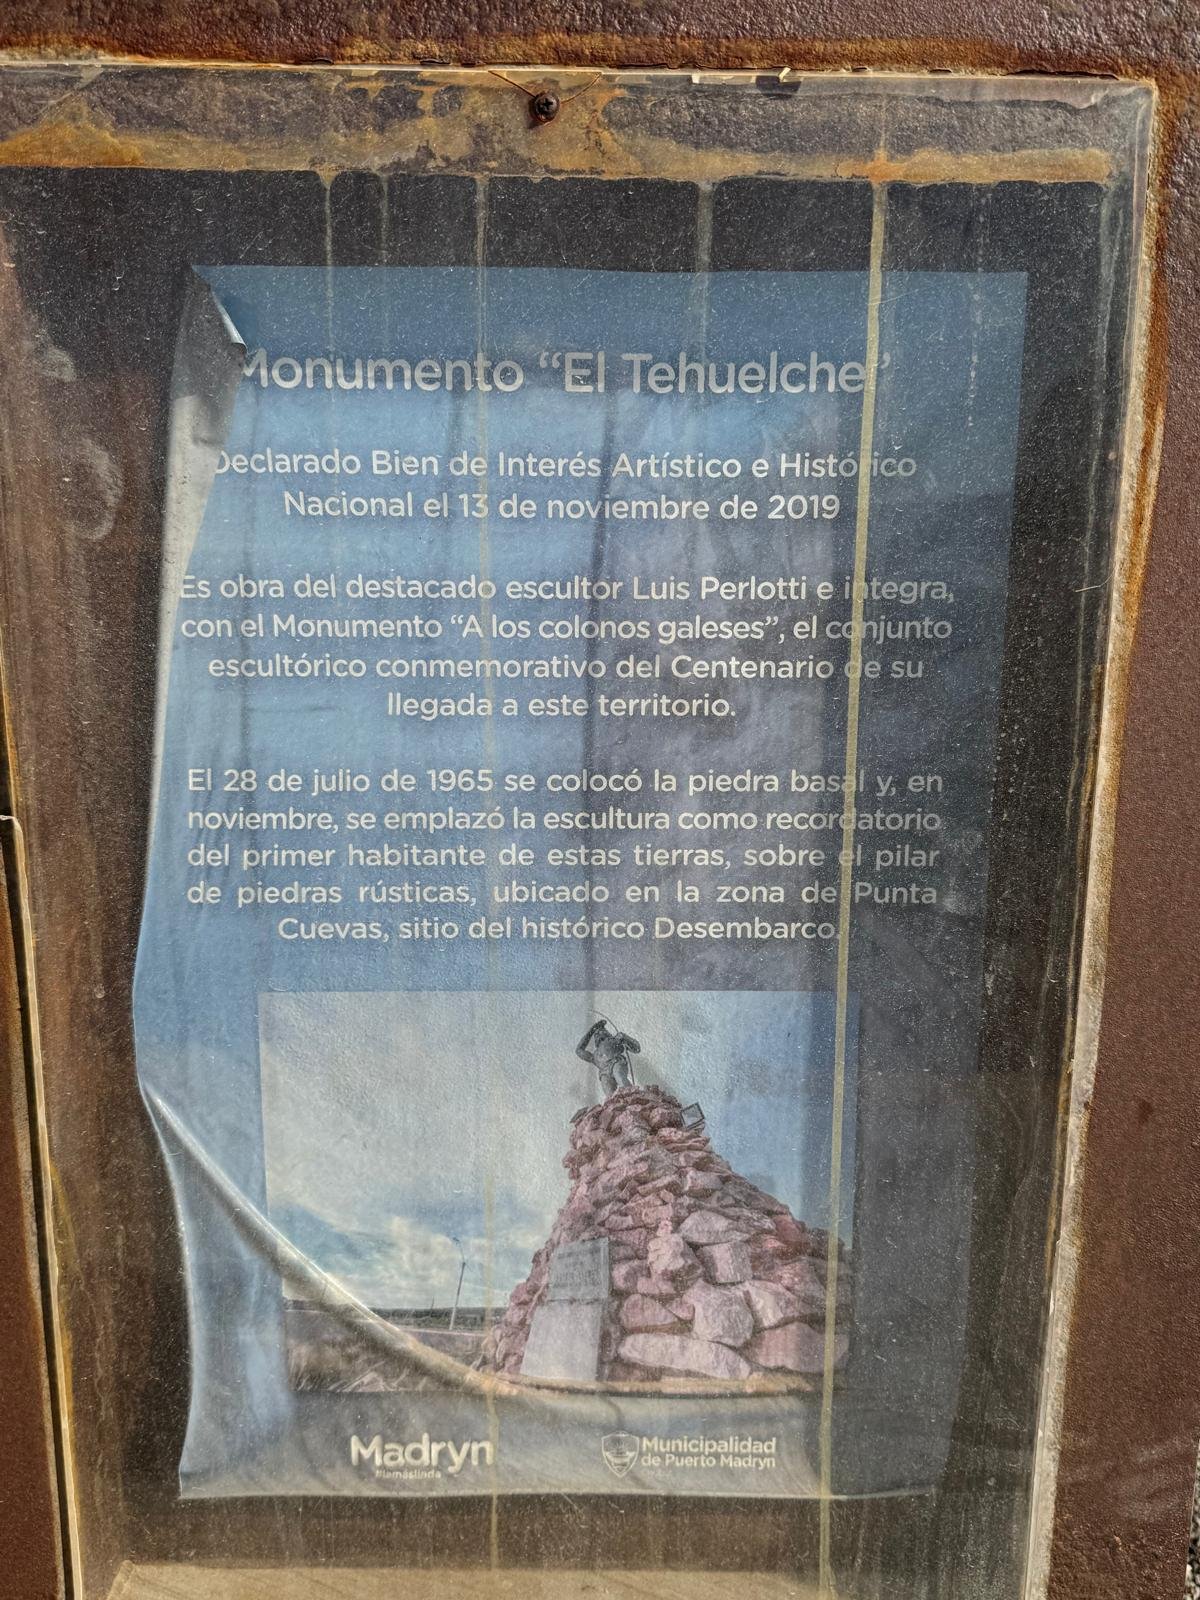 Monumento “El Tehuelche”
Declarado Bien de Interés Artístico e Histórico
Nacional el 13 de noviembre de 2019
Es obra del destacado escultor Luis Perlotti e integra,
con el Monumento “A los colonos galeses”, el conjunto
escultórico conmemorativo del Centenario de su
llegada a este territorio.
El 28 de julio de 1965 se colocó la piedra basal y, en
noviembre, se emplazó la escultura como recordatorio
del primer habitante de estas tierras, sobre el pilar
de piedras rústicas, ubicado en la zona de Punta
Cuevas, sitio del histórico Desembarco.
Madryn
#lamáslinda
Municipalidad
de Puerto Madryn